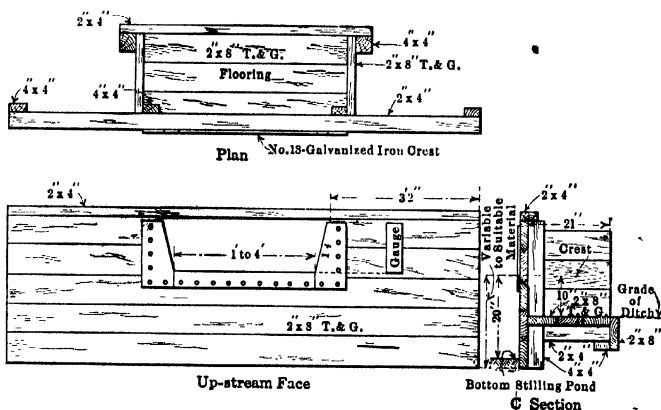 2"x 4"
2"x 8" T.& G.
Flooring
4"x 4"
2"x 8" T.& G.
4"x 4"
4"x 4"
2"x 4"
No.13-Galvanized Iron Crest
Plan
2"x 4"
3'2"
1' to 4'
Gauge
2"x 8" T.& G.
Up-stream Face
Variable
to Suitable
Material
20"
2"x 4"
21"
Crest
10"
2"x 8"
T.& G.
Grade
of
Ditch
2"x 4"
4"x 4"
2"x 8"
Bottom Stilling Pond
℄ Section